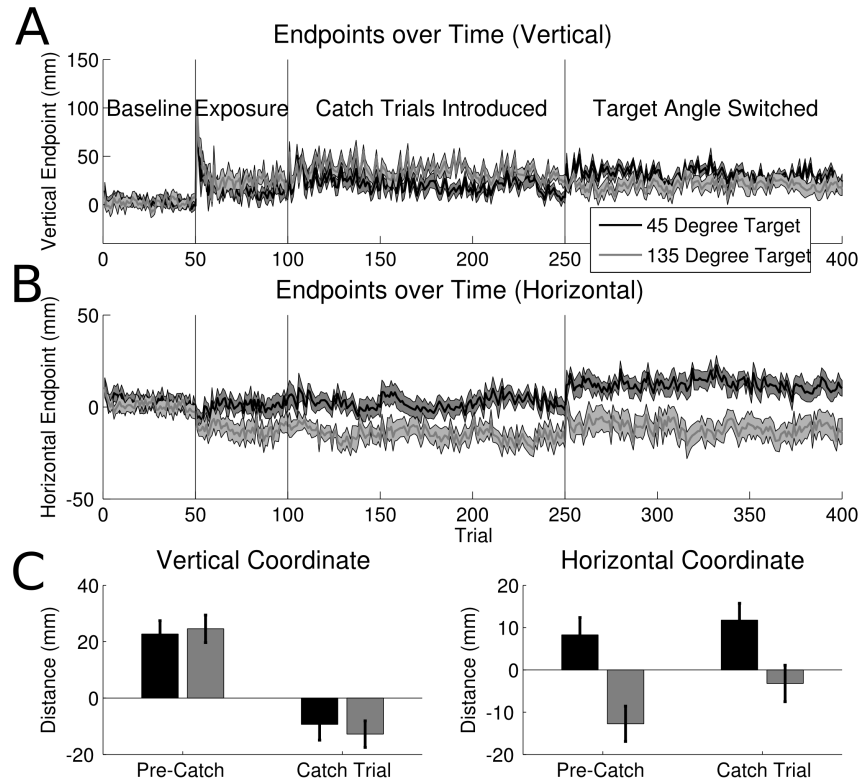 A
Endpoints over Time (Vertical)
Vertical Endpoint (mm)
150
100
50
0
Baseline
Exposure
Catch Trials Introduced
Target Angle Switched
0
50
100
150
200
250
400
45 Degree Target
135 Degree Target
B
Endpoints over Time (Horizontal)
Horizontal Endpoint (mm)
50
0
-50
0
50
100
150
200
250
300
350
400
Trial
C
Vertical Coordinate
Distance (mm)
40
20
0
-20
Pre-Catch
Catch Trial
Horizontal Coordinate
Distance (mm)
20
10
0
-10
-20
Pre-Catch
Catch Trial